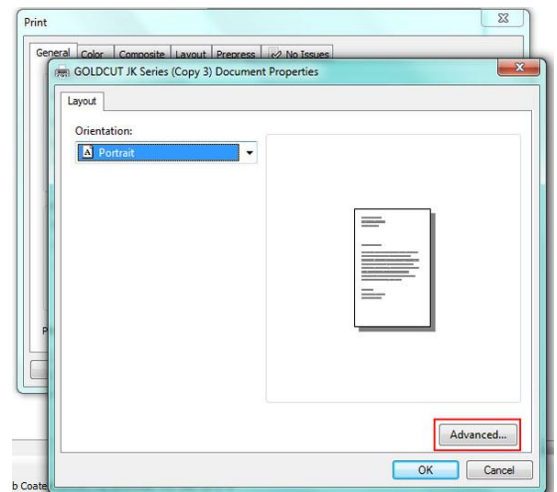 Print
General Color Composite Layout Prepress No Issues
GOLDCUT JK Series (Copy 3) Document Properties
Layout
Orientation:
Portrait
Advanced...
OK Cancel
b Coate